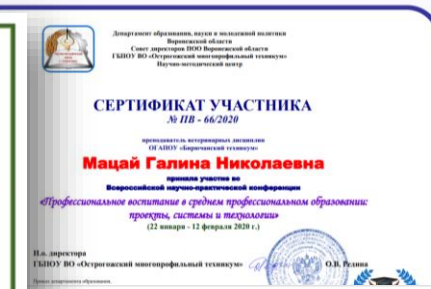 Департамент образования, науки и молодежной политики
Воронежской области
Совет директоров ПОО Воронежской области
ГБПОУ ВО «Острогожский многопрофильный техникум»
Научно-методический центр
СЕРТИФИКАТ УЧАСТНИКА
№ ПВ - 66/2020
преподаватель ветеринарных дисциплин
ОГАПОУ «Бирючанский техникум»
Мацай Галина Николаевна
приняла участие во
Всероссийской научно-практической конференции
«Профессиональное воспитание в среднем профессиональном образовании:
проекты, системы и технологии»
(22 января - 12 февраля 2020 г.)
И.о. директора
ГБПОУ ВО «Острогожский многопрофильный техникум»
О.В. Редина
Приказ департамента образования,